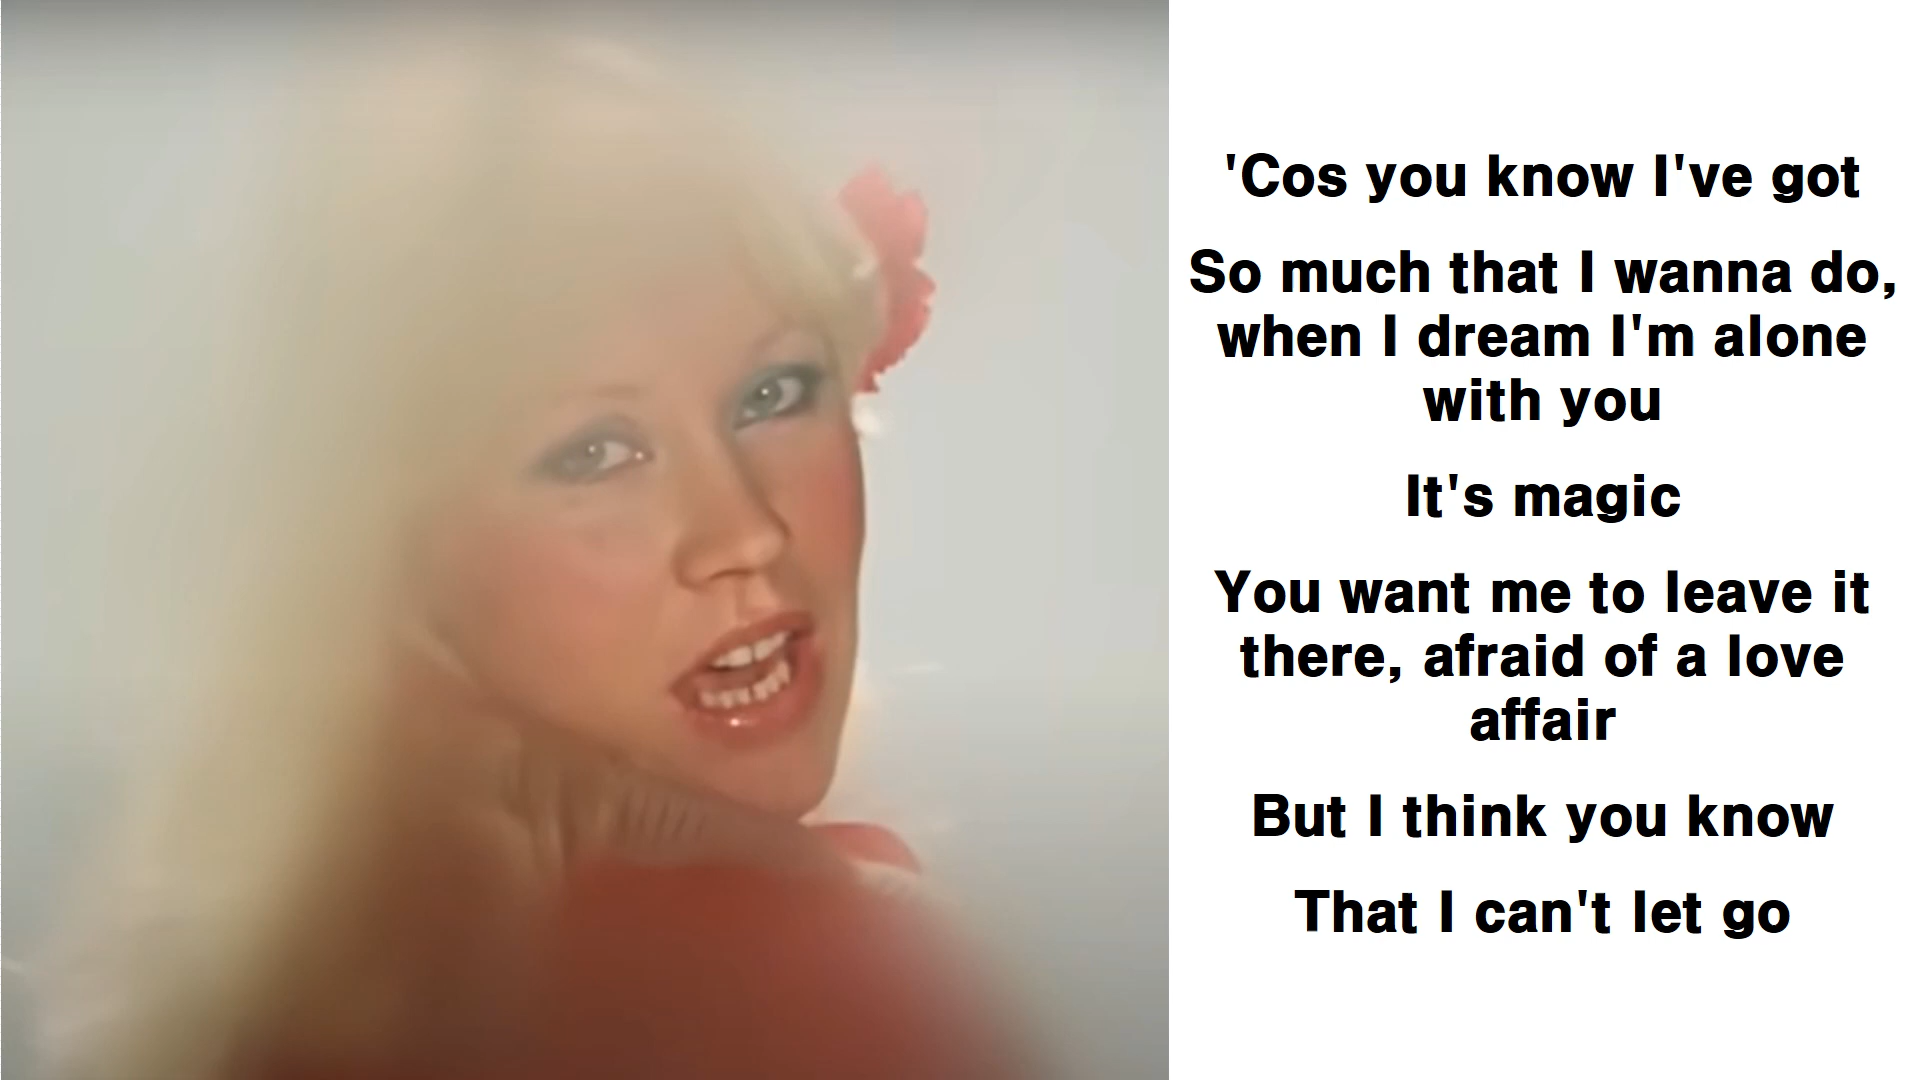 'Cos you know I've got
So much that I wanna do,
when I dream I'm alone
with you
It's magic
You want me to leave it
there, afraid of a love
affair
But I think you know
That I can't let go